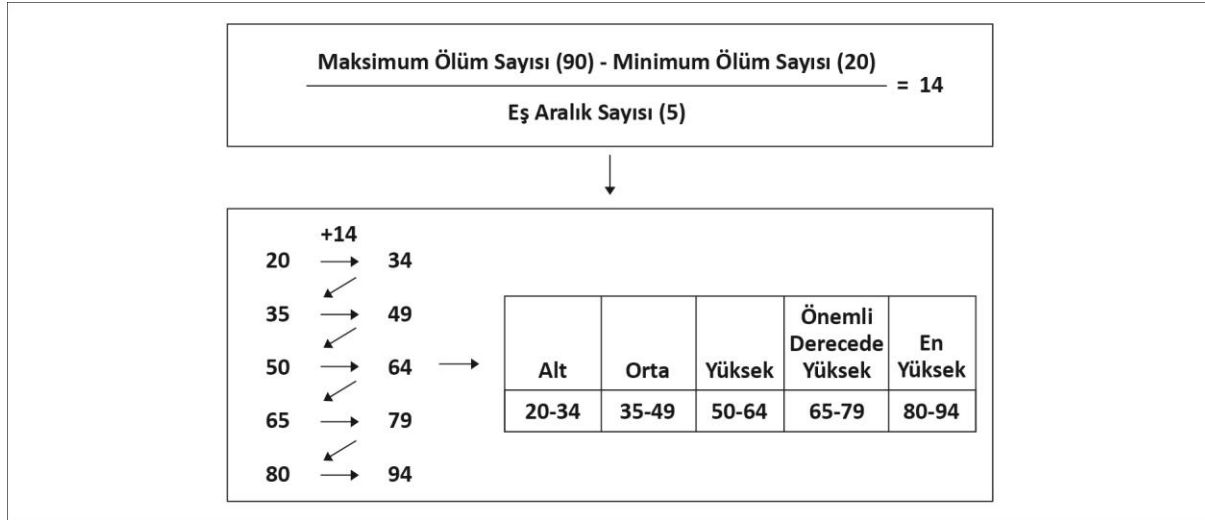 Maksimum Ölüm Sayısı (90) - Minimum Ölüm Sayısı (20)
= 14
Eş Aralık Sayısı (5)
+14
20 34
35 49
50 64
65 79
80 94
Alt Orta Yüksek Önemli Derecede Yüksek En Yüksek
20-34 35-49 50-64 65-79 80-94